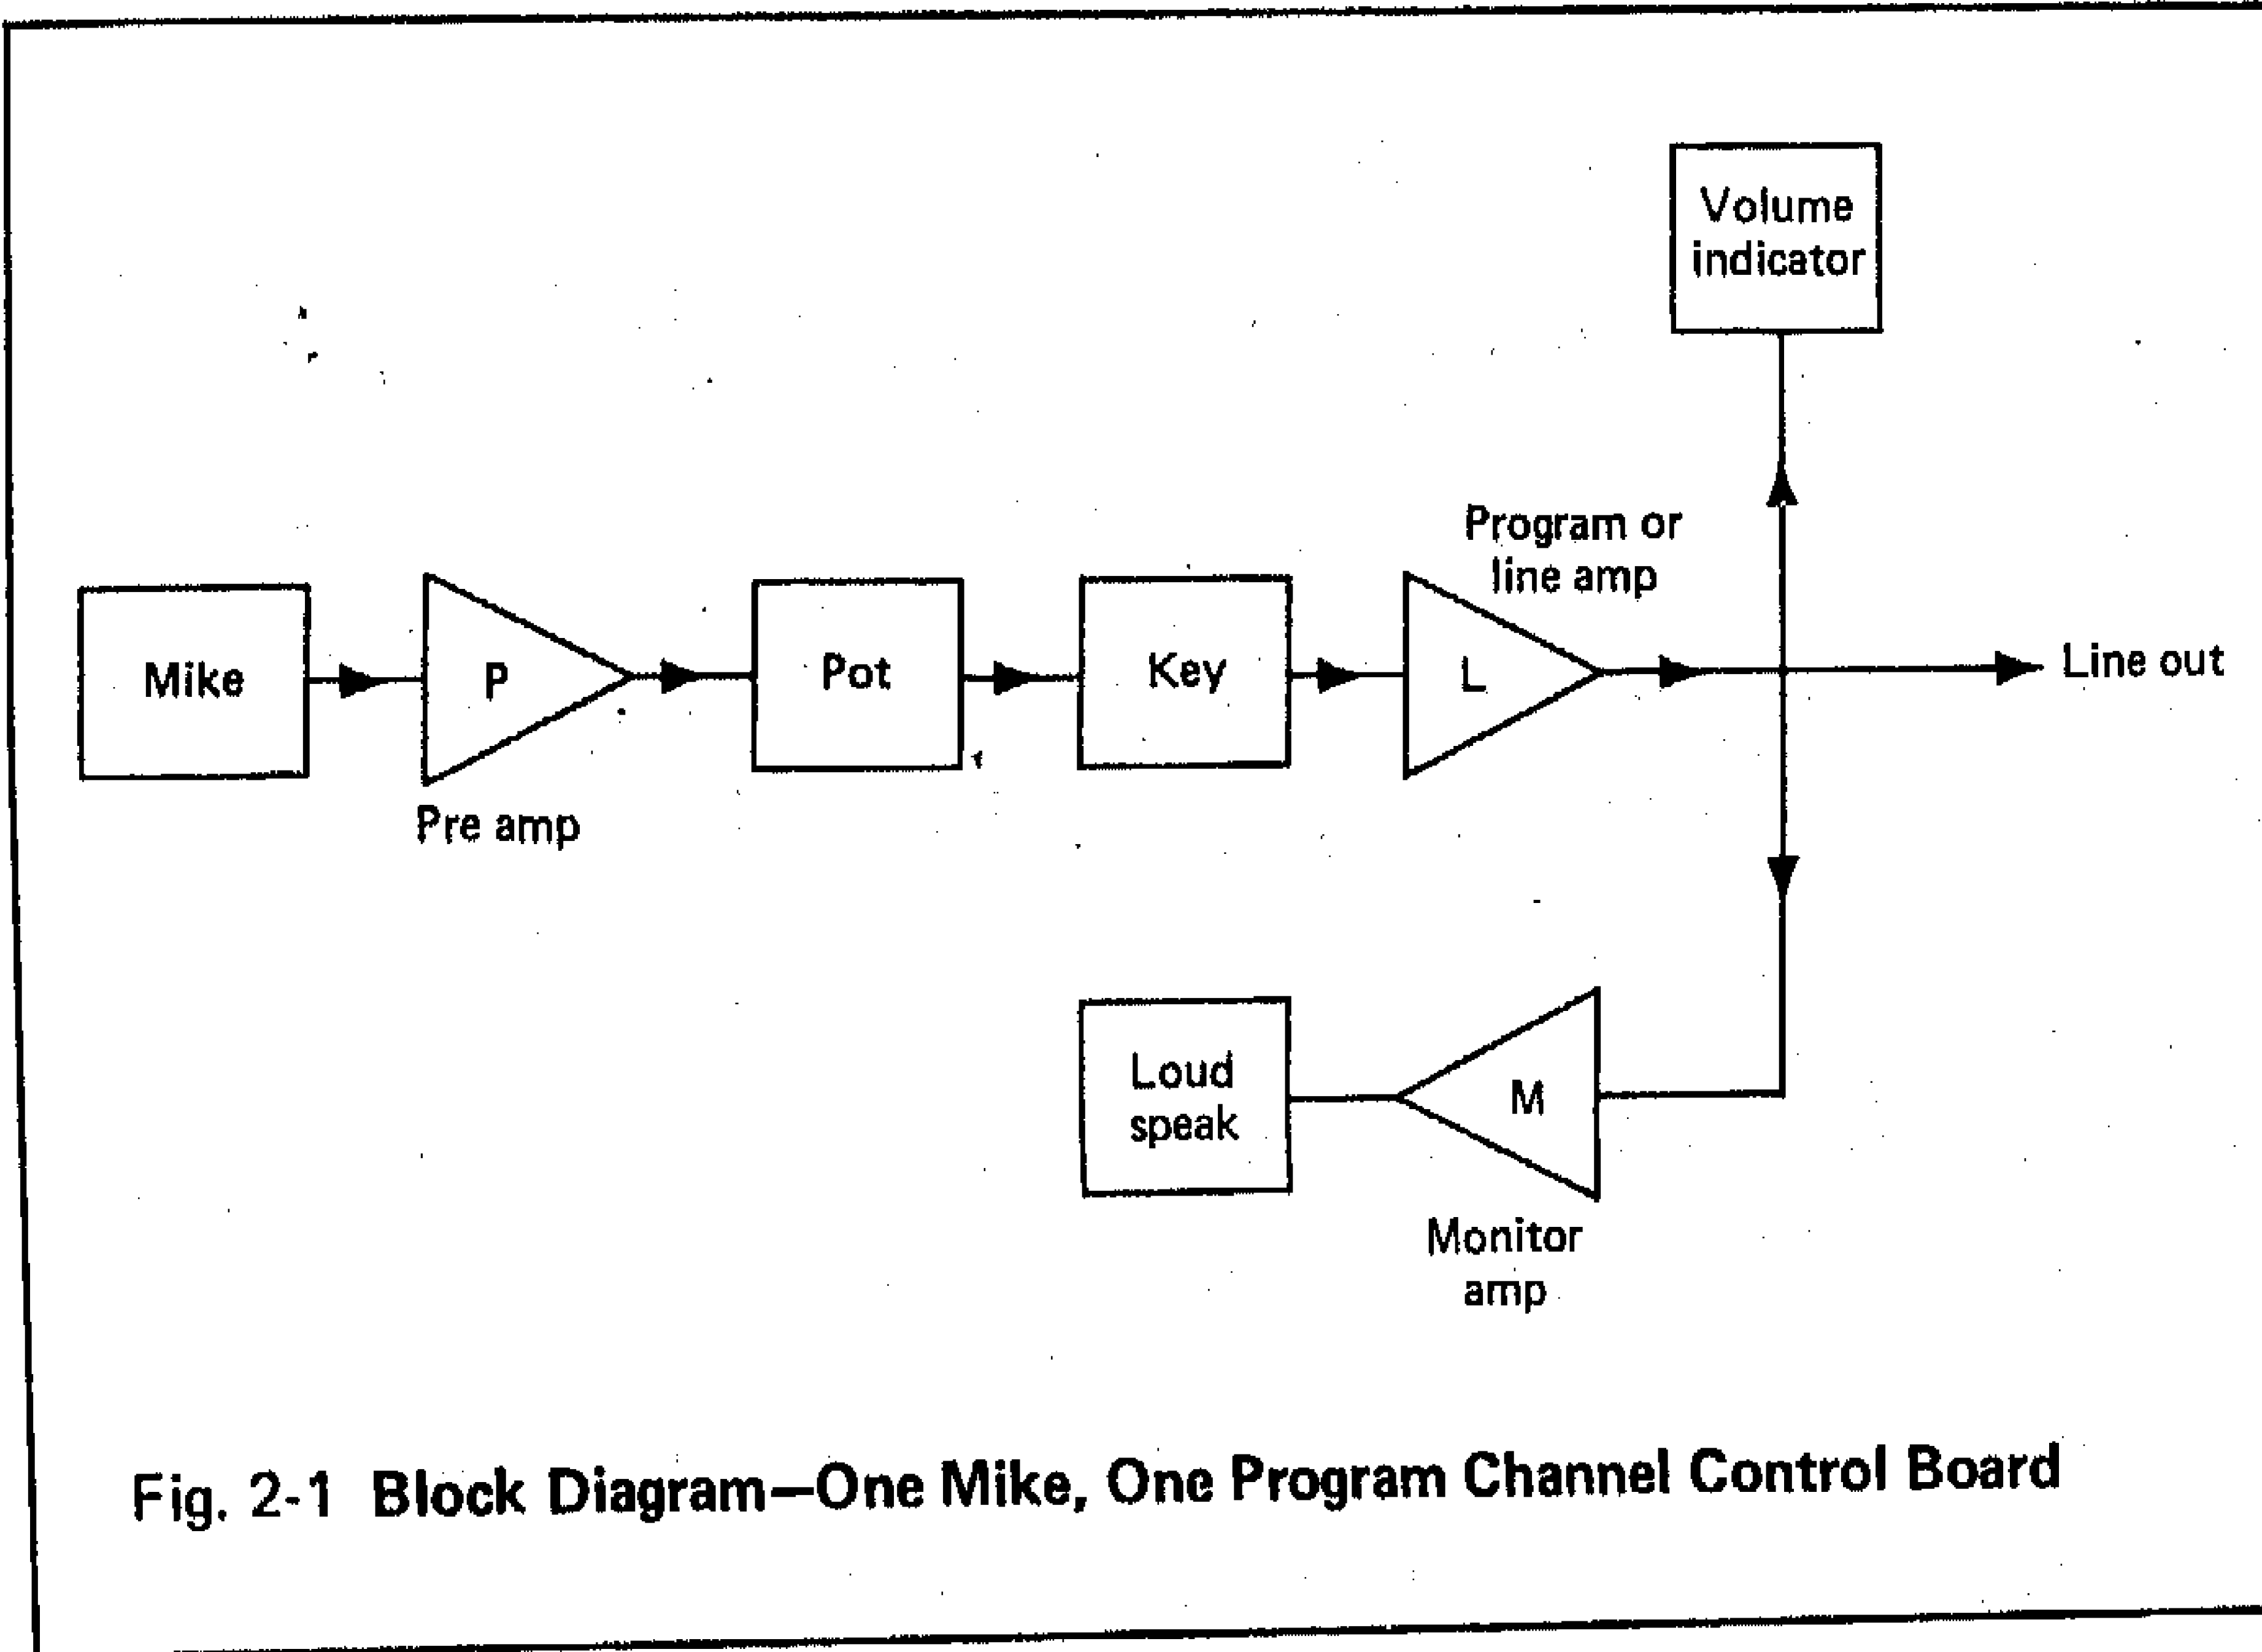 Volume
indicator
Program or
line amp
Mike
P
Pot
Key
L
Line out
Pre amp
Loud
speak
M
Monitor
amp
Fig. 2-1 Block Diagram—One Mike, One Program Channel Control Board